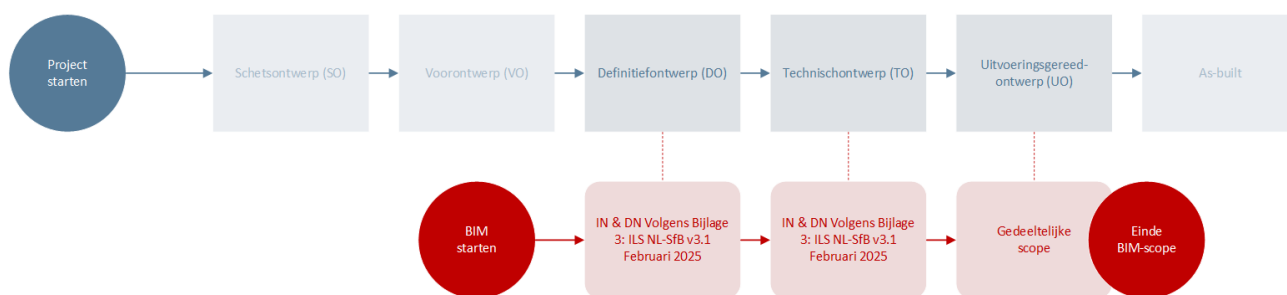 Project
starten
Schetsontwerp (SO)
Voorontwerp (VO)
Definitiefontwerp (DO)
Technischontwerp (TO)
Uitvoeringsgereed-
ontwerp (UO)
As-built
BIM
starten
IN & DN Volgens Bijlage
3: ILS NL-SfB v3.1
Februari 2025
IN & DN Volgens Bijlage
3: ILS NL-SfB v3.1
Februari 2025
Gedeeltelijke
scope
Einde
BIM-scope